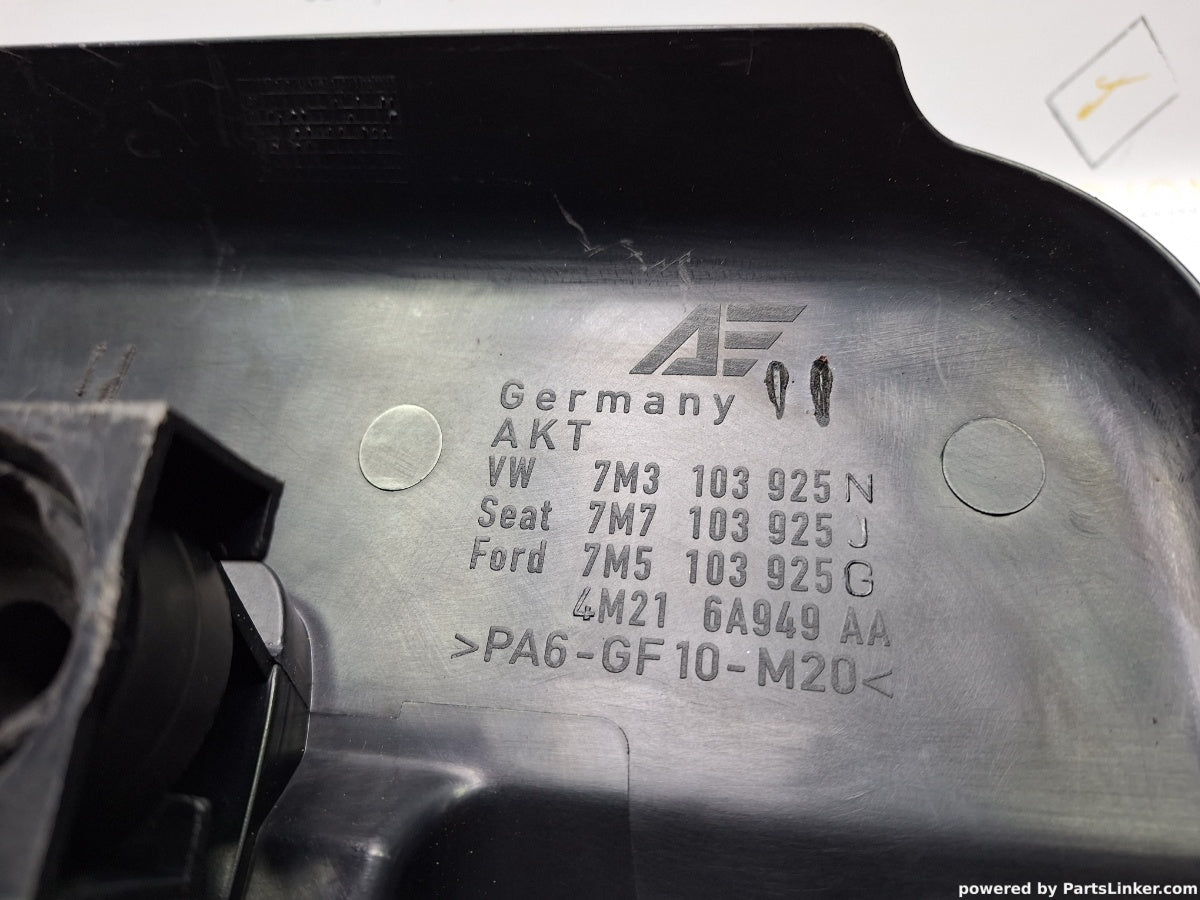 AE
Germany
AKT
VW 7M3 103 925 N
Seat 7M7 103 925 J
Ford 7M5 103 925 G
4M21 6A949 AA
>PA6-GF10-M20<
powered by PartsLinker.com